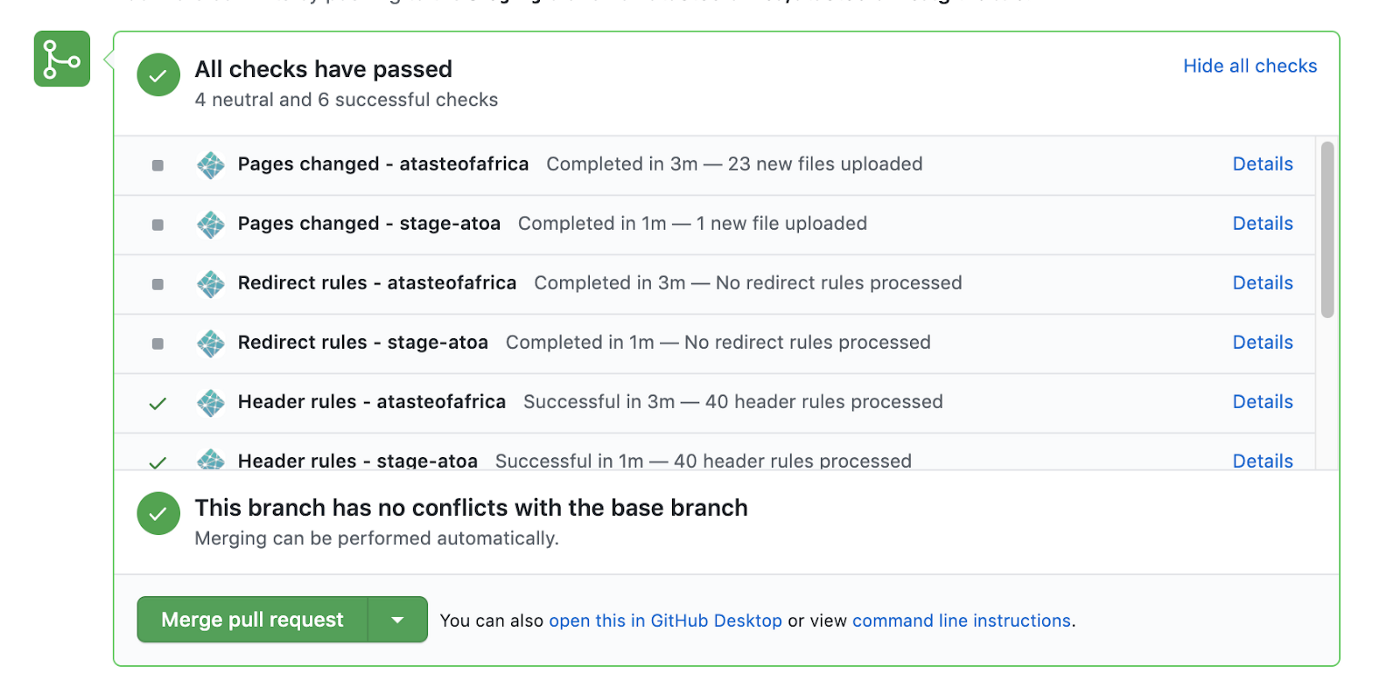 All checks have passed
Hide all checks
4 neutral and 6 successful checks
Pages changed - atasteofafrica Completed in 3m — 23 new files uploaded Details
Pages changed - stage-atoa Completed in 1m — 1 new file uploaded Details
Redirect rules - atasteofafrica Completed in 3m — No redirect rules processed Details
Redirect rules - stage-atoa Completed in 1m — No redirect rules processed Details
Header rules - atasteofafrica Successful in 3m — 40 header rules processed Details
Header rules - stage-atoa Successful in 1m — 40 header rules processed Details
This branch has no conflicts with the base branch
Merging can be performed automatically.
Merge pull request You can also open this in GitHub Desktop or view command line instructions.